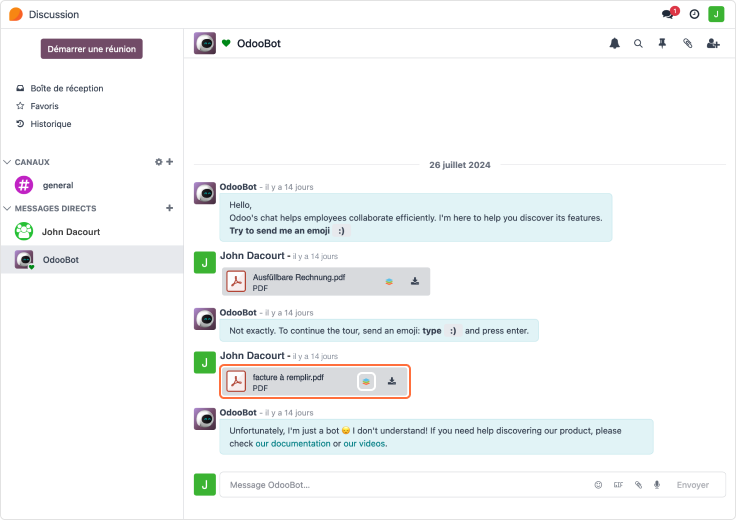 Discussion
1
J
Démarrer une réunion
OdooBot
Boîte de réception
Favoris
Historique
CANAUX
general
MESSAGES DIRECTS
John Dacourt
OdooBot
26 juillet 2024
OdooBot - il y a 14 jours
Hello,
Odoo's chat helps employees collaborate efficiently. I'm here to help you discover its features.
Try to send me an emoji :)
J
John Dacourt - il y a 14 jours
Ausfüllbare Rechnung.pdf
PDF
OdooBot - il y a 14 jours
Not exactly. To continue the tour, send an emoji: type :) and press enter.
J
John Dacourt - il y a 14 jours
facture à remplir.pdf
PDF
OdooBot - il y a 14 jours
Unfortunately, I'm just a bot 😞 I don't understand! If you need help discovering our product, please
check our documentation or our videos.
J
Message OdooBot...
GIF
Envoyer